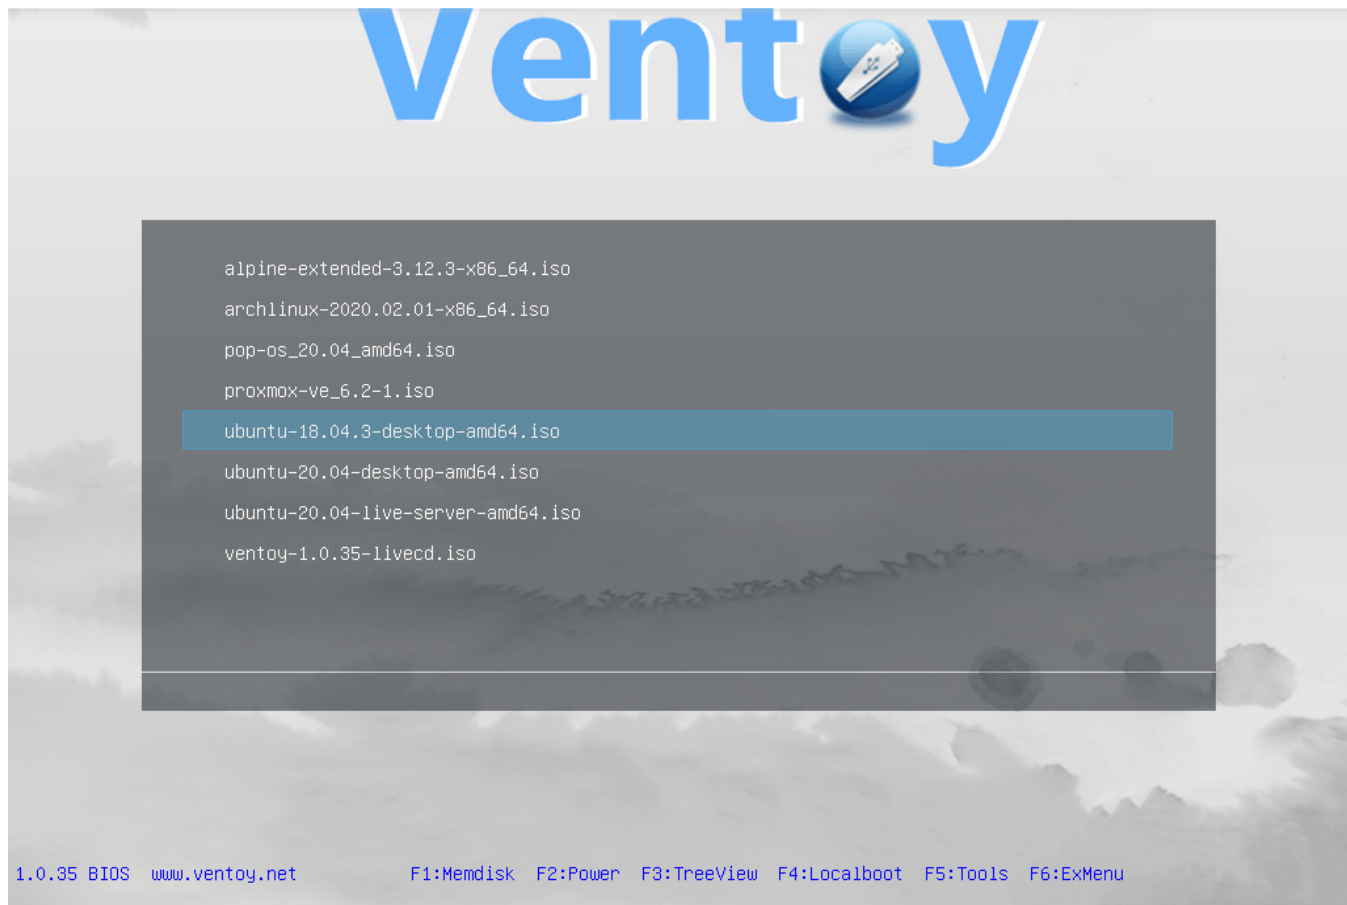 Ventoy
alpine-extended-3.12.3-x86_64.iso
archlinux-2020.02.01-x86_64.iso
pop-os_20.04_amd64.iso
proxmox-ve_6.2-1.iso
ubuntu-18.04.3-desktop-amd64.iso
ubuntu-20.04-desktop-amd64.iso
ubuntu-20.04-live-server-amd64.iso
ventoy-1.0.35-livecd.iso
1.0.35 BIOS www.ventoy.net F1:Memdisk F2:Power F3:TreeView F4:Localboot F5:Tools F6:ExMenu